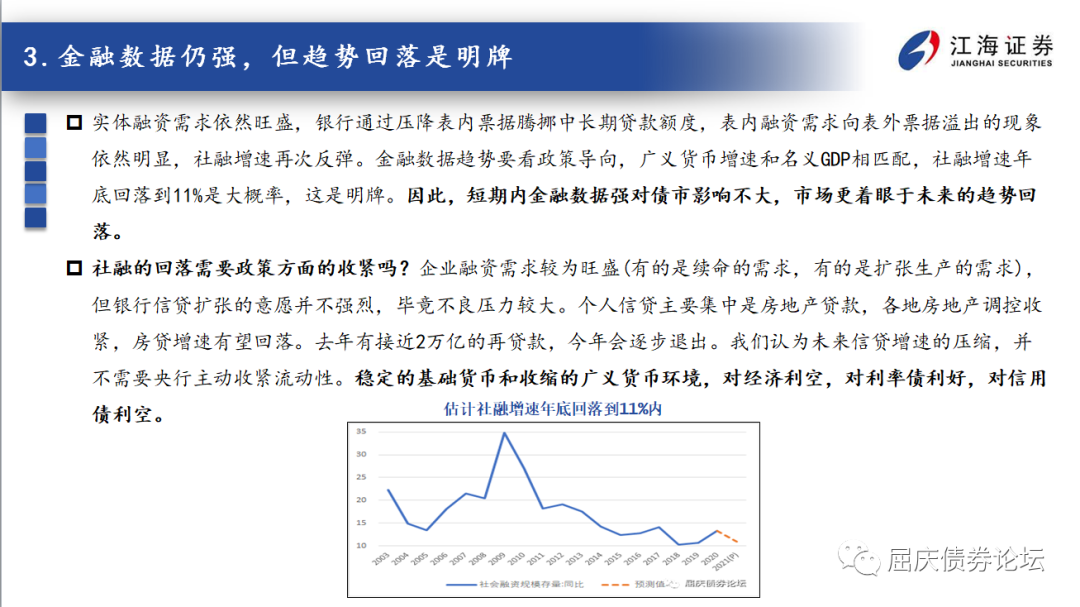 3.金融数据仍强，但趋势回落是明牌
江海证券
JIANGHAI SECURITIES
实体融资需求依然旺盛，银行通过压降表内票据腾挪中长期贷款额度，表内融资需求向表外票据溢出的现象
依然明显，社融增速再次反弹。金融数据趋势要看政策导向，广义货币增速和名义GDP相匹配，社融增速年
底回落到11%是大概率，这是明牌。因此，短期内金融数据强对债市影响不大，市场更着眼于未来的趋势回
落。
社融的回落需要政策方面的收紧吗？企业融资需求较为旺盛(有的是续命的需求，有的是扩张生产的需求)，
但银行信贷扩张的意愿并不强烈，毕竟不良压力较大。个人信贷主要集中是房地产贷款，各地房地产调控收
紧，房贷增速有望回落。去年有接近2万亿的再贷款，今年会逐步退出。我们认为未来信贷增速的压缩，并
不需要央行主动收紧流动性。稳定的基础货币和收缩的广义货币环境，对经济利空，对利率债利好，对信用
债利空。
估计社融增速年底回落到11%内
35
30
25
20
15
10
2003 2004 2005 2006 2007 2008 2009 2010 2011 2012 2013 2014 2015 2016 2017 2018 2019 2020 2021(P)
社会融资规模存量:同比 预测值 屈庆债券论坛
屈庆债券论坛